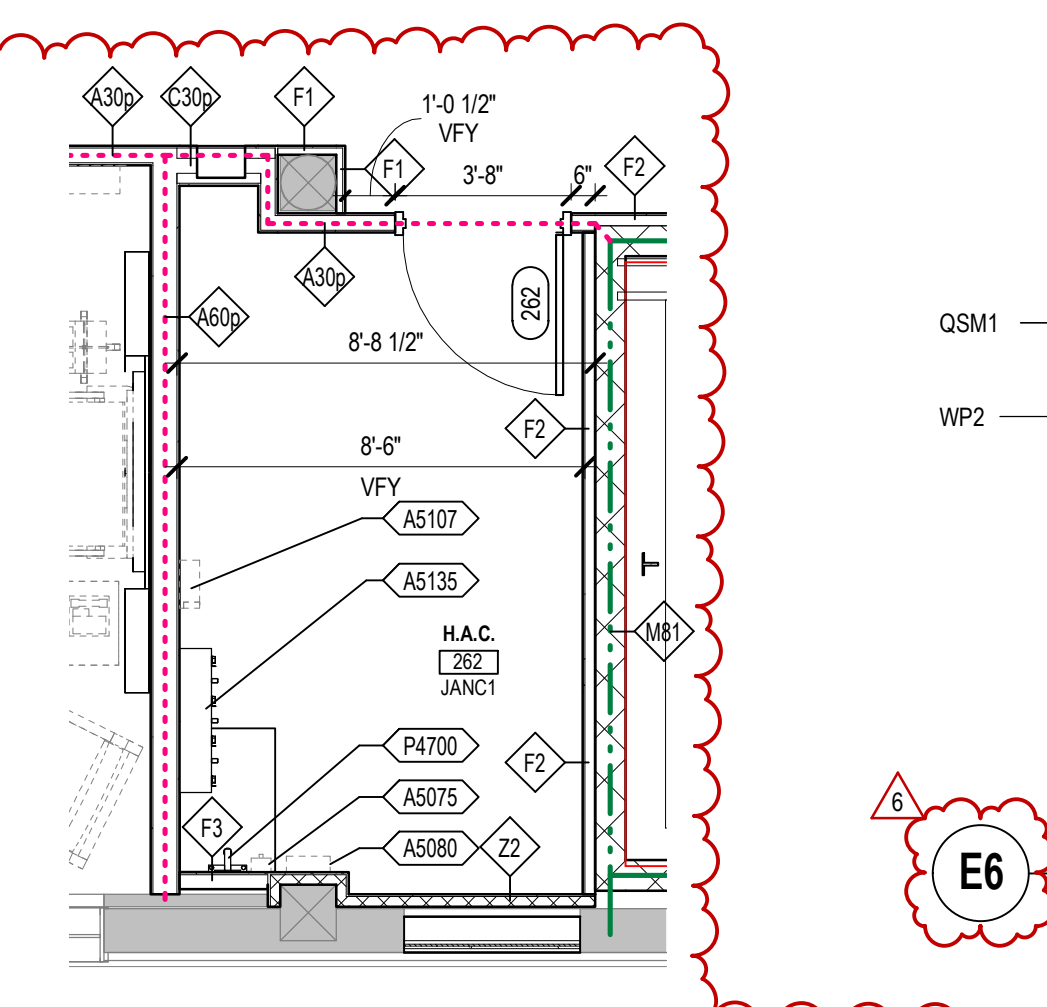 A30p
C30p
F1
1'-0 1/2"
VFY
F1
3'-8"
6"
F2
A30p
262
A60p
8'-8 1/2"
QSM1
WP2
F2
8'-6"
VFY
A5107
A5135
H.A.C.
262
JANC1
M81
P4700
F2
A5075
F3
A5080
Z2
6
E6